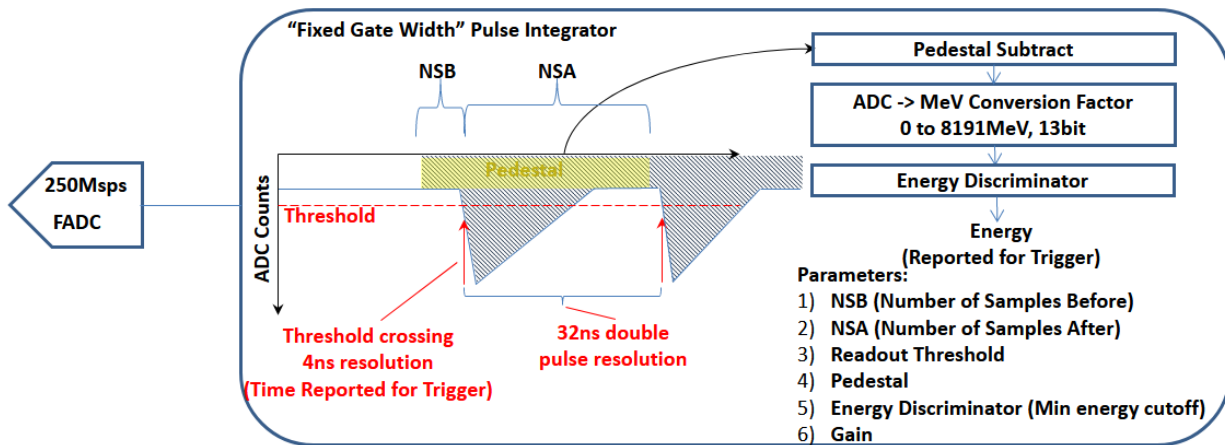 “Fixed Gate Width” Pulse Integrator
NSB
NSA
Pedestal
Threshold
ADC Counts
250Msps
FADC
Threshold crossing
4ns resolution
(Time Reported for Trigger)
32ns double
pulse resolution
Pedestal Subtract
ADC -> MeV Conversion Factor
0 to 8191MeV, 13bit
Energy Discriminator
Energy
(Reported for Trigger)
Parameters:
1) NSB (Number of Samples Before)
2) NSA (Number of Samples After)
3) Readout Threshold
4) Pedestal
5) Energy Discriminator (Min energy cutoff)
6) Gain